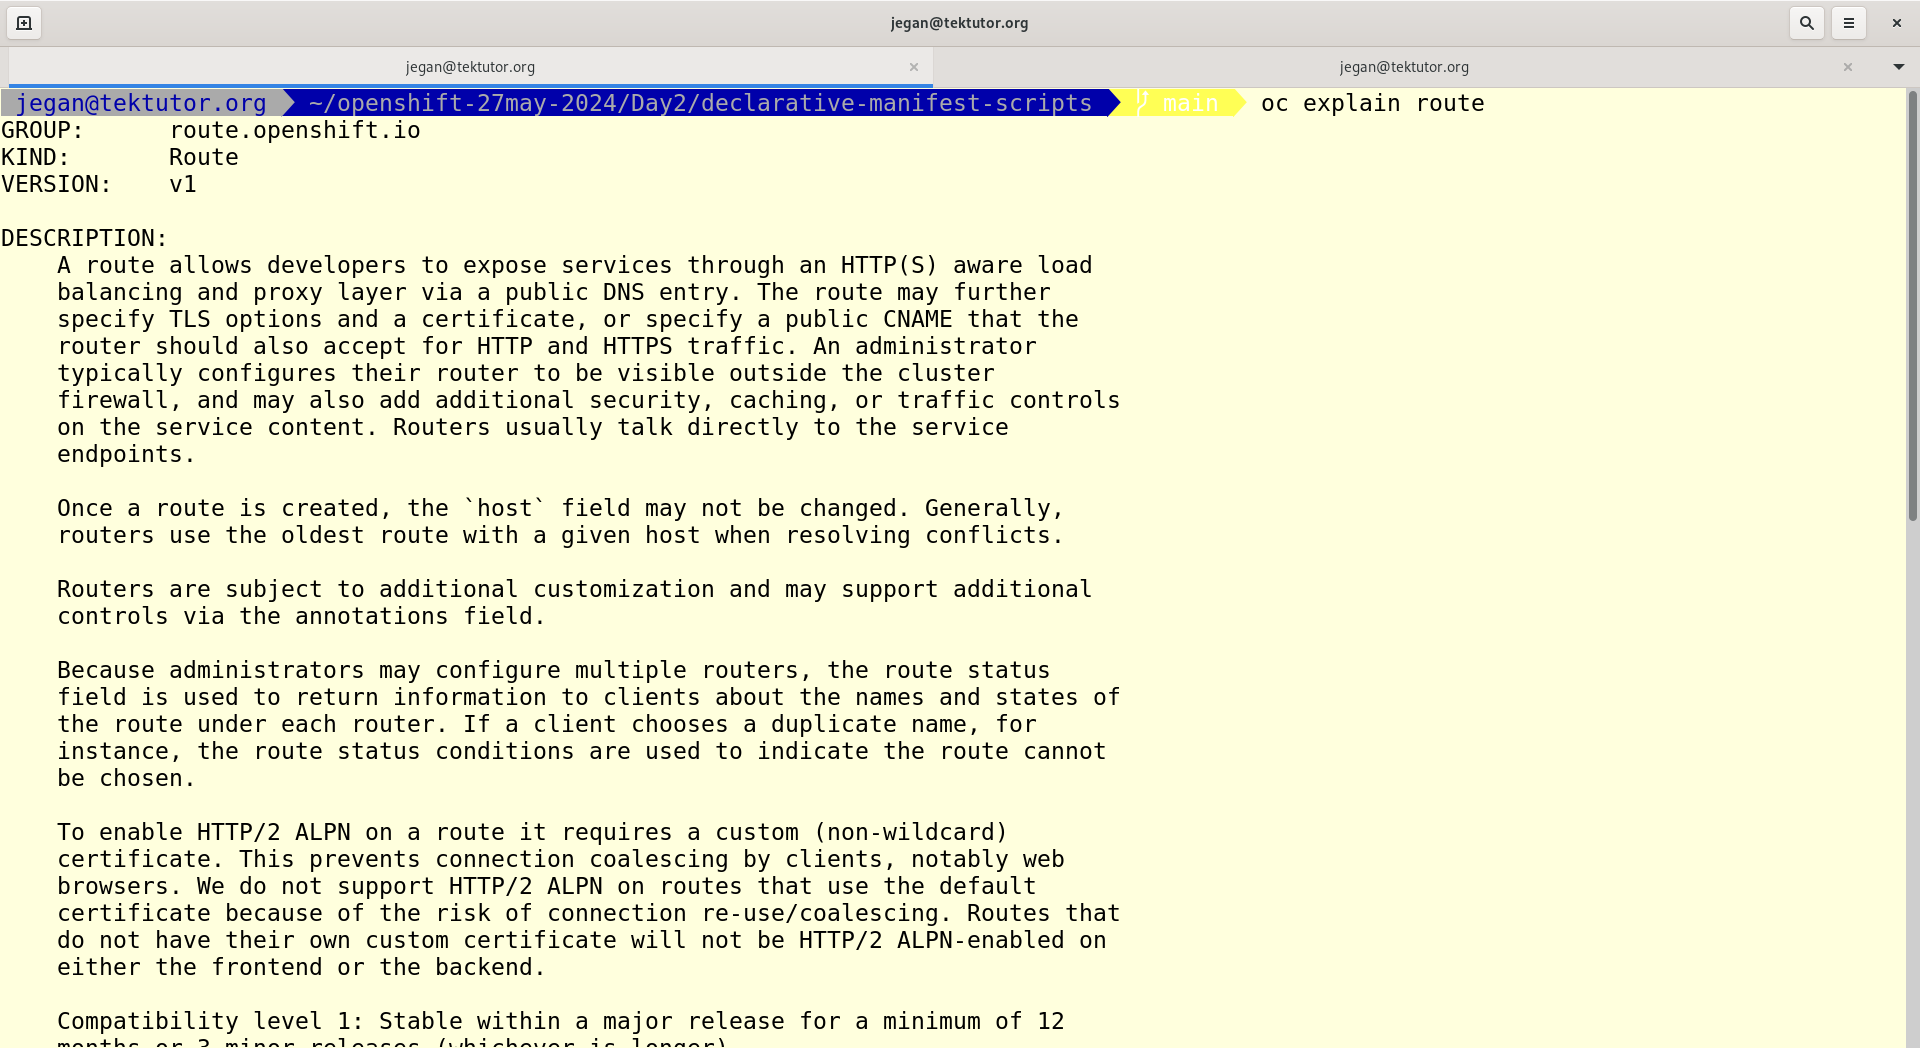 jegan@tektutor.org
jegan@tektutor.org
jegan@tektutor.org
jegan@tektutor.org ~/openshift-27may-2024/Day2/declarative-manifest-scripts main oc explain route
GROUP: route.openshift.io
KIND: Route
VERSION: v1
DESCRIPTION:
A route allows developers to expose services through an HTTP(S) aware load
balancing and proxy layer via a public DNS entry. The route may further
specify TLS options and a certificate, or specify a public CNAME that the
router should also accept for HTTP and HTTPS traffic. An administrator
typically configures their router to be visible outside the cluster
firewall, and may also add additional security, caching, or traffic controls
on the service content. Routers usually talk directly to the service
endpoints.
Once a route is created, the `host` field may not be changed. Generally,
routers use the oldest route with a given host when resolving conflicts.
Routers are subject to additional customization and may support additional
controls via the annotations field.
Because administrators may configure multiple routers, the route status
field is used to return information to clients about the names and states of
the route under each router. If a client chooses a duplicate name, for
instance, the route status conditions are used to indicate the route cannot
be chosen.
To enable HTTP/2 ALPN on a route it requires a custom (non-wildcard)
certificate. This prevents connection coalescing by clients, notably web
browsers. We do not support HTTP/2 ALPN on routes that use the default
certificate because of the risk of connection re-use/coalescing. Routes that
do not have their own custom certificate will not be HTTP/2 ALPN-enabled on
either the frontend or the backend.
Compatibility level 1: Stable within a major release for a minimum of 12
months or 3 minor releases (whichever is longer)